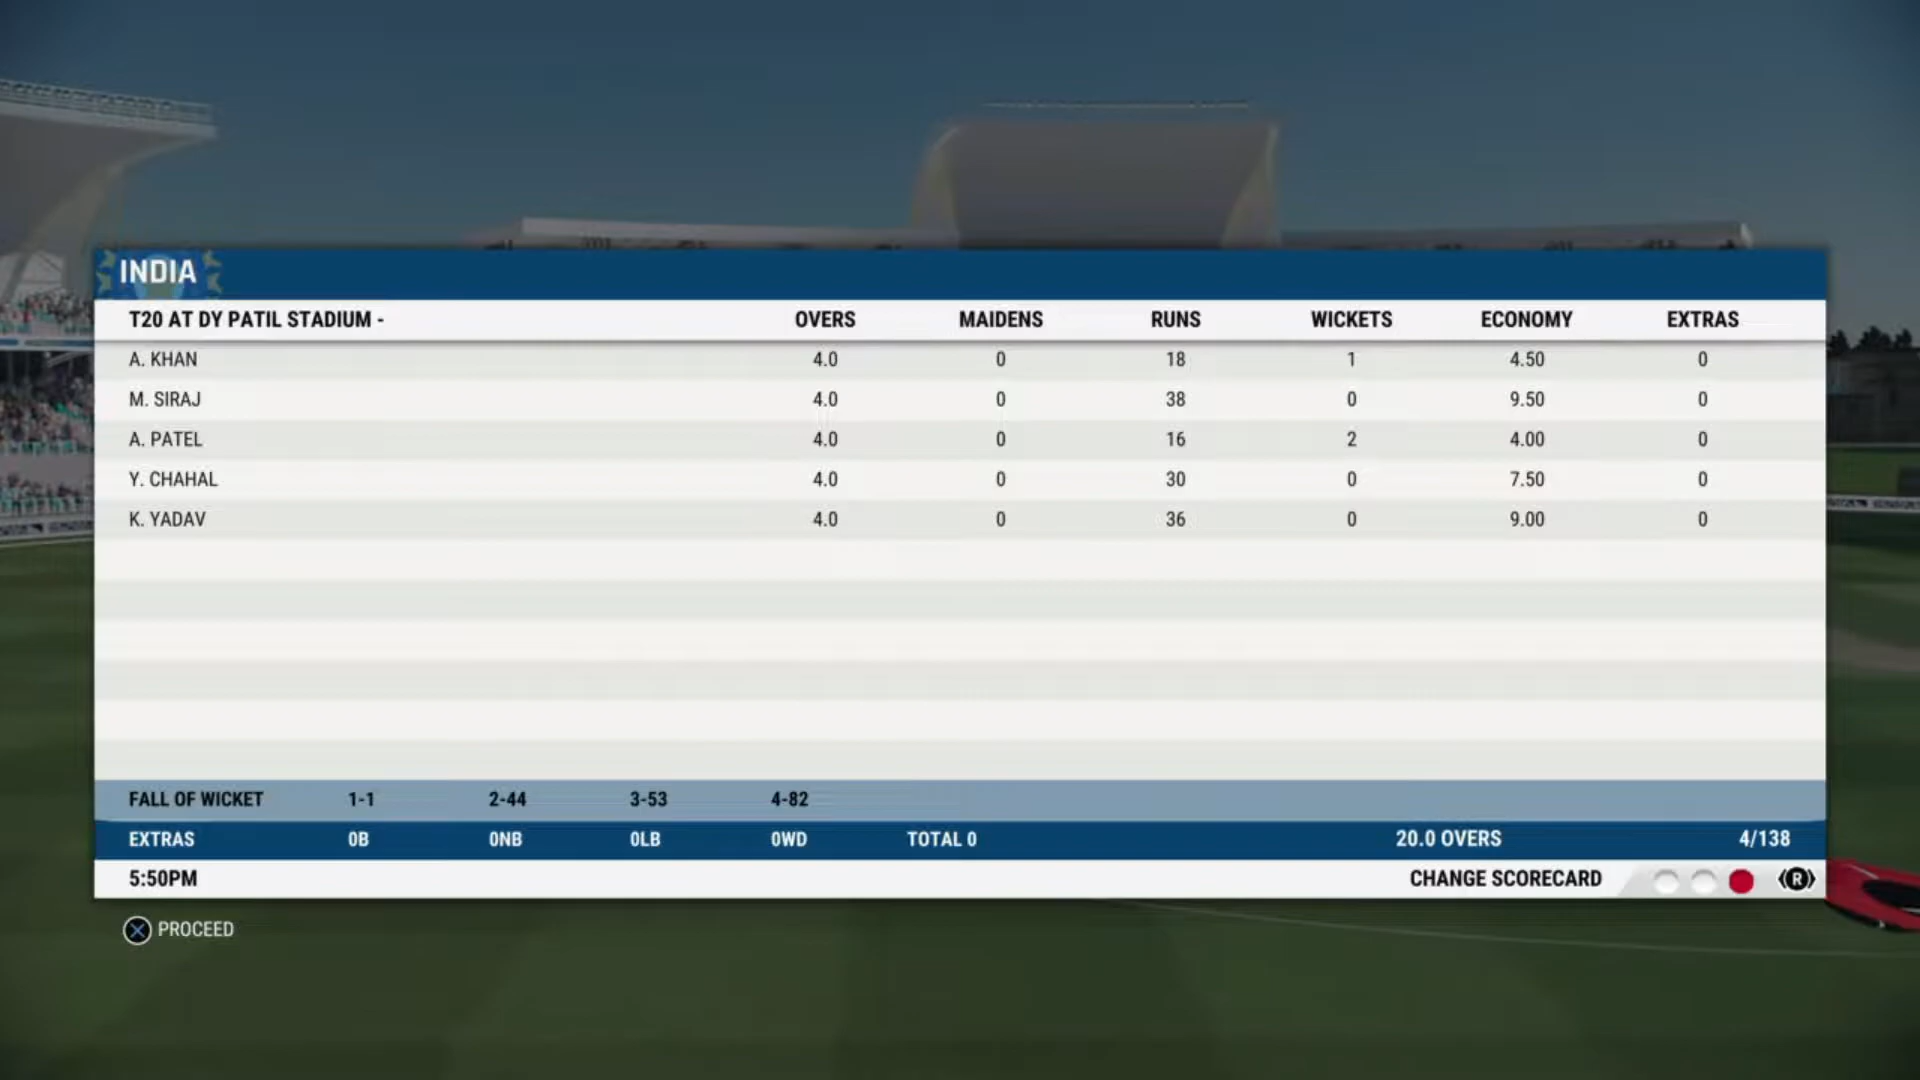 INDIA
T20 AT DY PATIL STADIUM - OVERS MAIDENS RUNS WICKETS ECONOMY EXTRAS
A. KHAN 4.0 0 18 1 4.50 0
M. SIRAJ 4.0 0 38 0 9.50 0
A. PATEL 4.0 0 16 2 4.00 0
Y. CHAHAL 4.0 0 30 0 7.50 0
K. YADAV 4.0 0 36 0 9.00 0
FALL OF WICKET 1-1 2-44 3-53 4-82
EXTRAS 0B 0NB 0LB 0WD TOTAL 0 20.0 OVERS 4/138
5:50PM CHANGE SCORECARD R
PROCEED